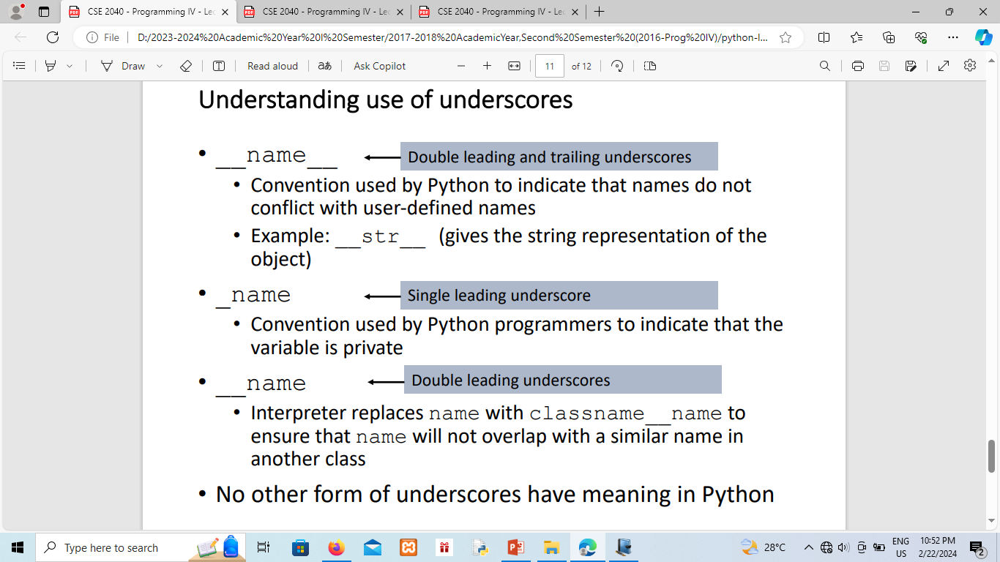 CSE 2040 - Programming IV - Lec
CSE 2040 - Programming IV - Lec
CSE 2040 - Programming IV - Lec
File
D:/2023-2024%20Academic%20Year%20I%20Semester/2017-2018%20AcademicYear,Second%20Semester%20(2016-Prog%20IV)/python-l...
Draw
Read aloud
aあ
Ask Copilot
11
of 12
Understanding use of underscores
• __name__
Double leading and trailing underscores
• Convention used by Python to indicate that names do not
conflict with user-defined names
• Example: __str__ (gives the string representation of the
object)
• _name
Single leading underscore
• Convention used by Python programmers to indicate that the
variable is private
• __name
Double leading underscores
• Interpreter replaces name with classname__name to
ensure that name will not overlap with a similar name in
another class
• No other form of underscores have meaning in Python
Type here to search
28°C
ENG
US
10:52 PM
2/22/2024
2